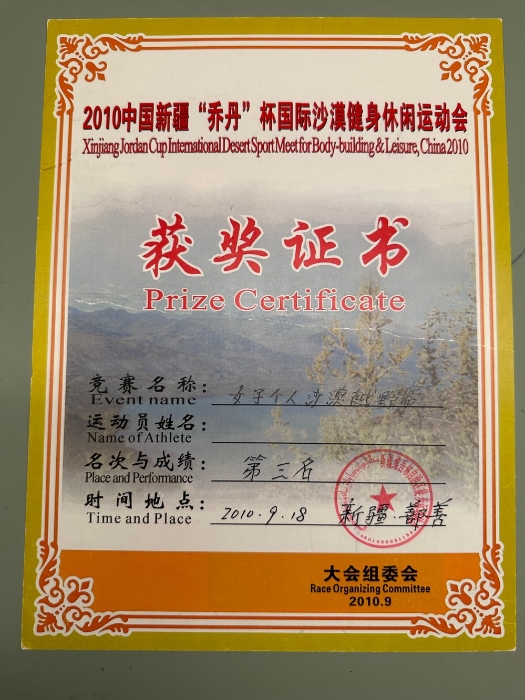 2010中国新疆“乔丹”杯国际沙漠健身休闲运动会
Xinjiang Jordan Cup International Desert Sport Meet for Body-building & Leisure, China 2010
获奖证书
Prize Certificate
竞赛名称： 女子个人沙漠越野赛
Event name
运动员姓名：
Name of Athlete
名次与成绩： 第三名
Place and Performance
时间地点： 2010.9.18 新疆.鄯善
Time and Place
大会组委会
Race Organizing Committee
2010.9